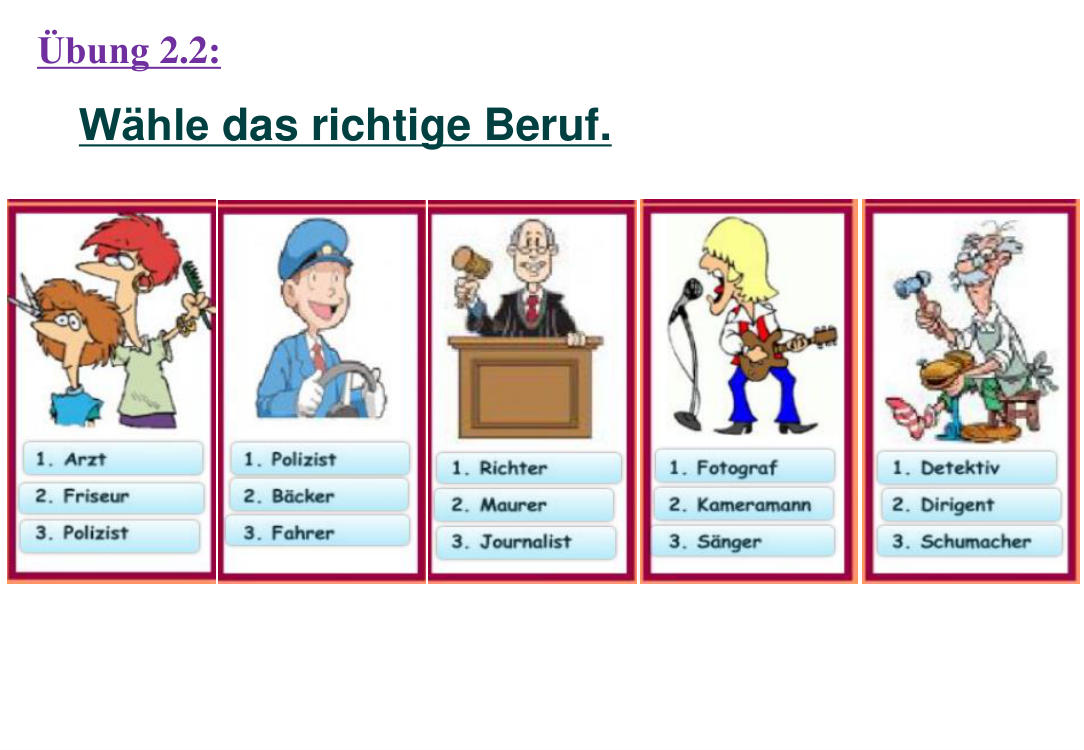 Übung 2.2:
Wähle das richtige Beruf.
1. Arzt
2. Friseur
3. Polizist
1. Polizist
2. Bäcker
3. Fahrer
1. Richter
2. Maurer
3. Journalist
1. Fotograf
2. Kameramann
3. Sänger
1. Detektiv
2. Dirigent
3. Schumacher